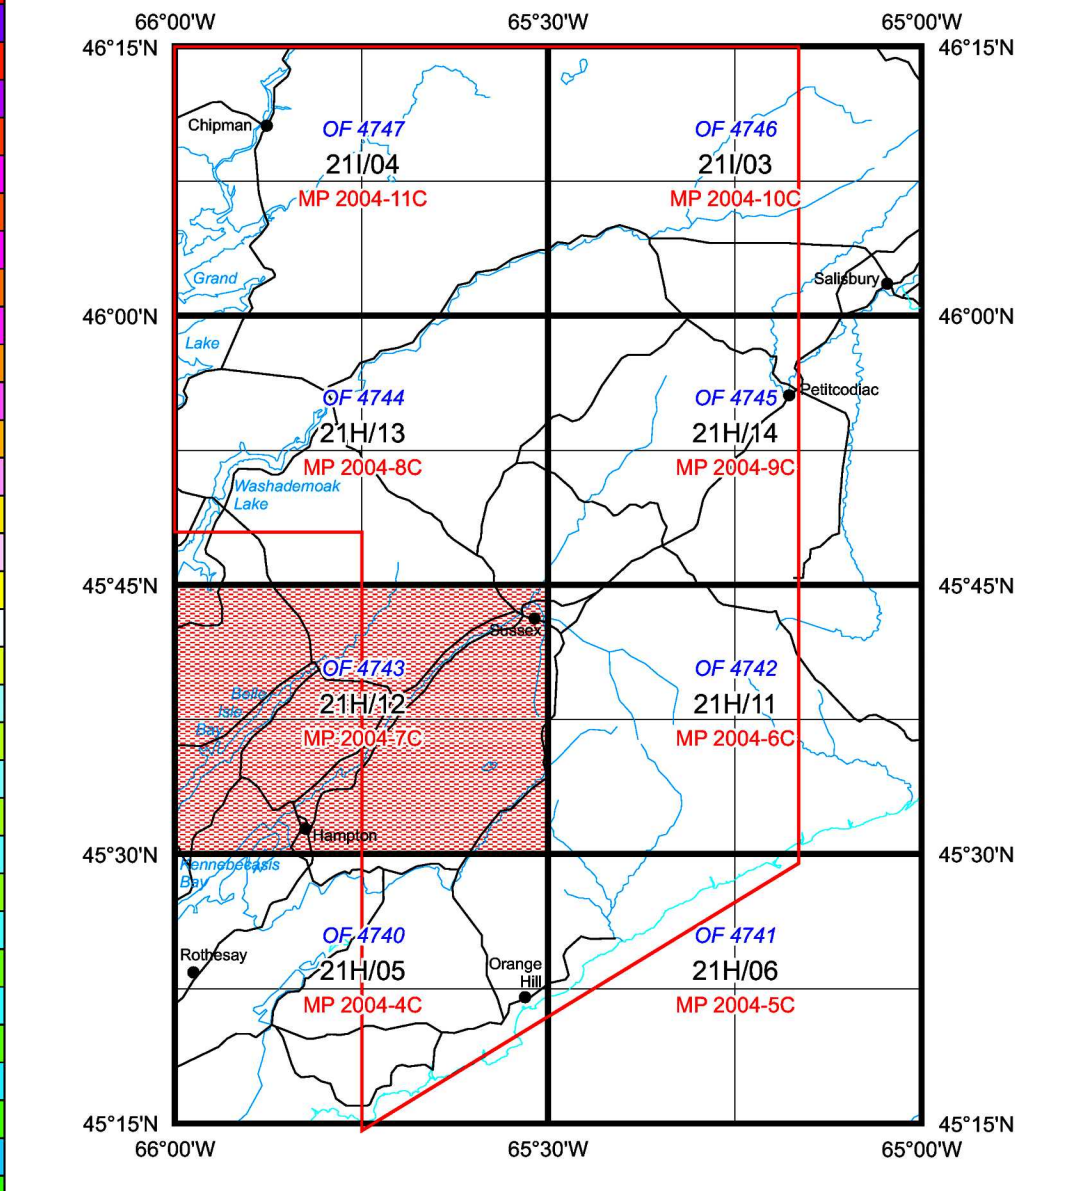 66°00'W 65°30'W 65°00'W
46°15'N 46°15'N
Chipman
OF 4747
21I/04
MP 2004-11C
OF 4746
21I/03
MP 2004-10C
Grand
Salisbury
46°00'N 46°00'N
Lake
OF 4744
21H/13
MP 2004-8C
OF 4745
21H/14
MP 2004-9C
Petitcodiac
Washademoak
Lake
45°45'N 45°45'N
Sussex
OF 4743
21H/12
MP 2004-7C
OF 4742
21H/11
MP 2004-6C
Belle
Isle
Bay
Hampton
45°30'N 45°30'N
Kennebecasis
Bay
OF 4740
21H/05
MP 2004-4C
OF 4741
21H/06
MP 2004-5C
Rothesay
Orange
Hill
45°15'N 45°15'N
66°00'W 65°30'W 65°00'W